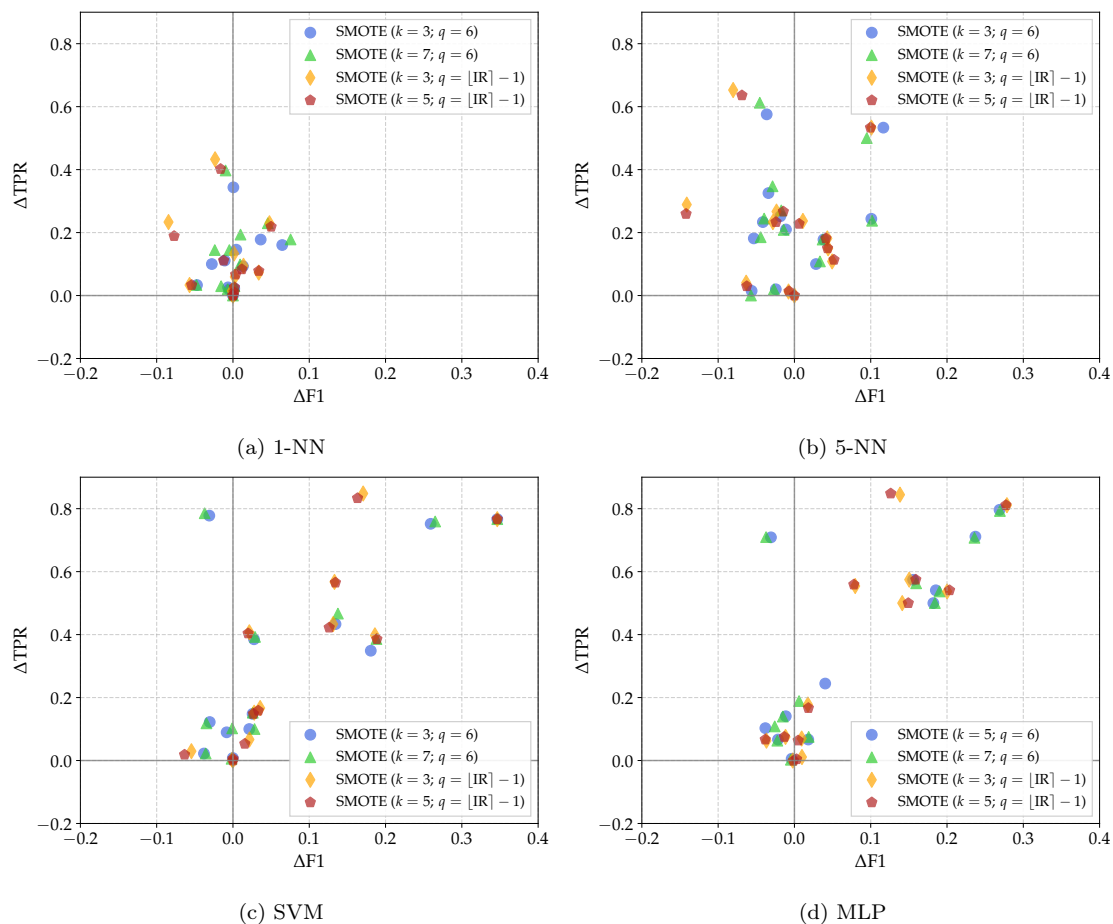 0.8
0.6
0.4
0.2
0.0
−0.2
ΔTPR
−0.2
−0.1
0.0
0.1
0.2
0.3
0.4
ΔF1
SMOTE (k = 3; q = 6)
SMOTE (k = 7; q = 6)
SMOTE (k = 3; q = ⌊IR⌉ − 1)
SMOTE (k = 5; q = ⌊IR⌉ − 1)
(a) 1-NN
0.8
0.6
0.4
0.2
0.0
−0.2
ΔTPR
−0.2
−0.1
0.0
0.1
0.2
0.3
0.4
ΔF1
SMOTE (k = 3; q = 6)
SMOTE (k = 7; q = 6)
SMOTE (k = 3; q = ⌊IR⌉ − 1)
SMOTE (k = 5; q = ⌊IR⌉ − 1)
(b) 5-NN
0.8
0.6
0.4
0.2
0.0
−0.2
ΔTPR
−0.2
−0.1
0.0
0.1
0.2
0.3
0.4
ΔF1
SMOTE (k = 3; q = 6)
SMOTE (k = 7; q = 6)
SMOTE (k = 3; q = ⌊IR⌉ − 1)
SMOTE (k = 5; q = ⌊IR⌉ − 1)
(c) SVM
0.8
0.6
0.4
0.2
0.0
−0.2
ΔTPR
−0.2
−0.1
0.0
0.1
0.2
0.3
0.4
ΔF1
SMOTE (k = 5; q = 6)
SMOTE (k = 7; q = 6)
SMOTE (k = 3; q = ⌊IR⌉ − 1)
SMOTE (k = 5; q = ⌊IR⌉ − 1)
(d) MLP